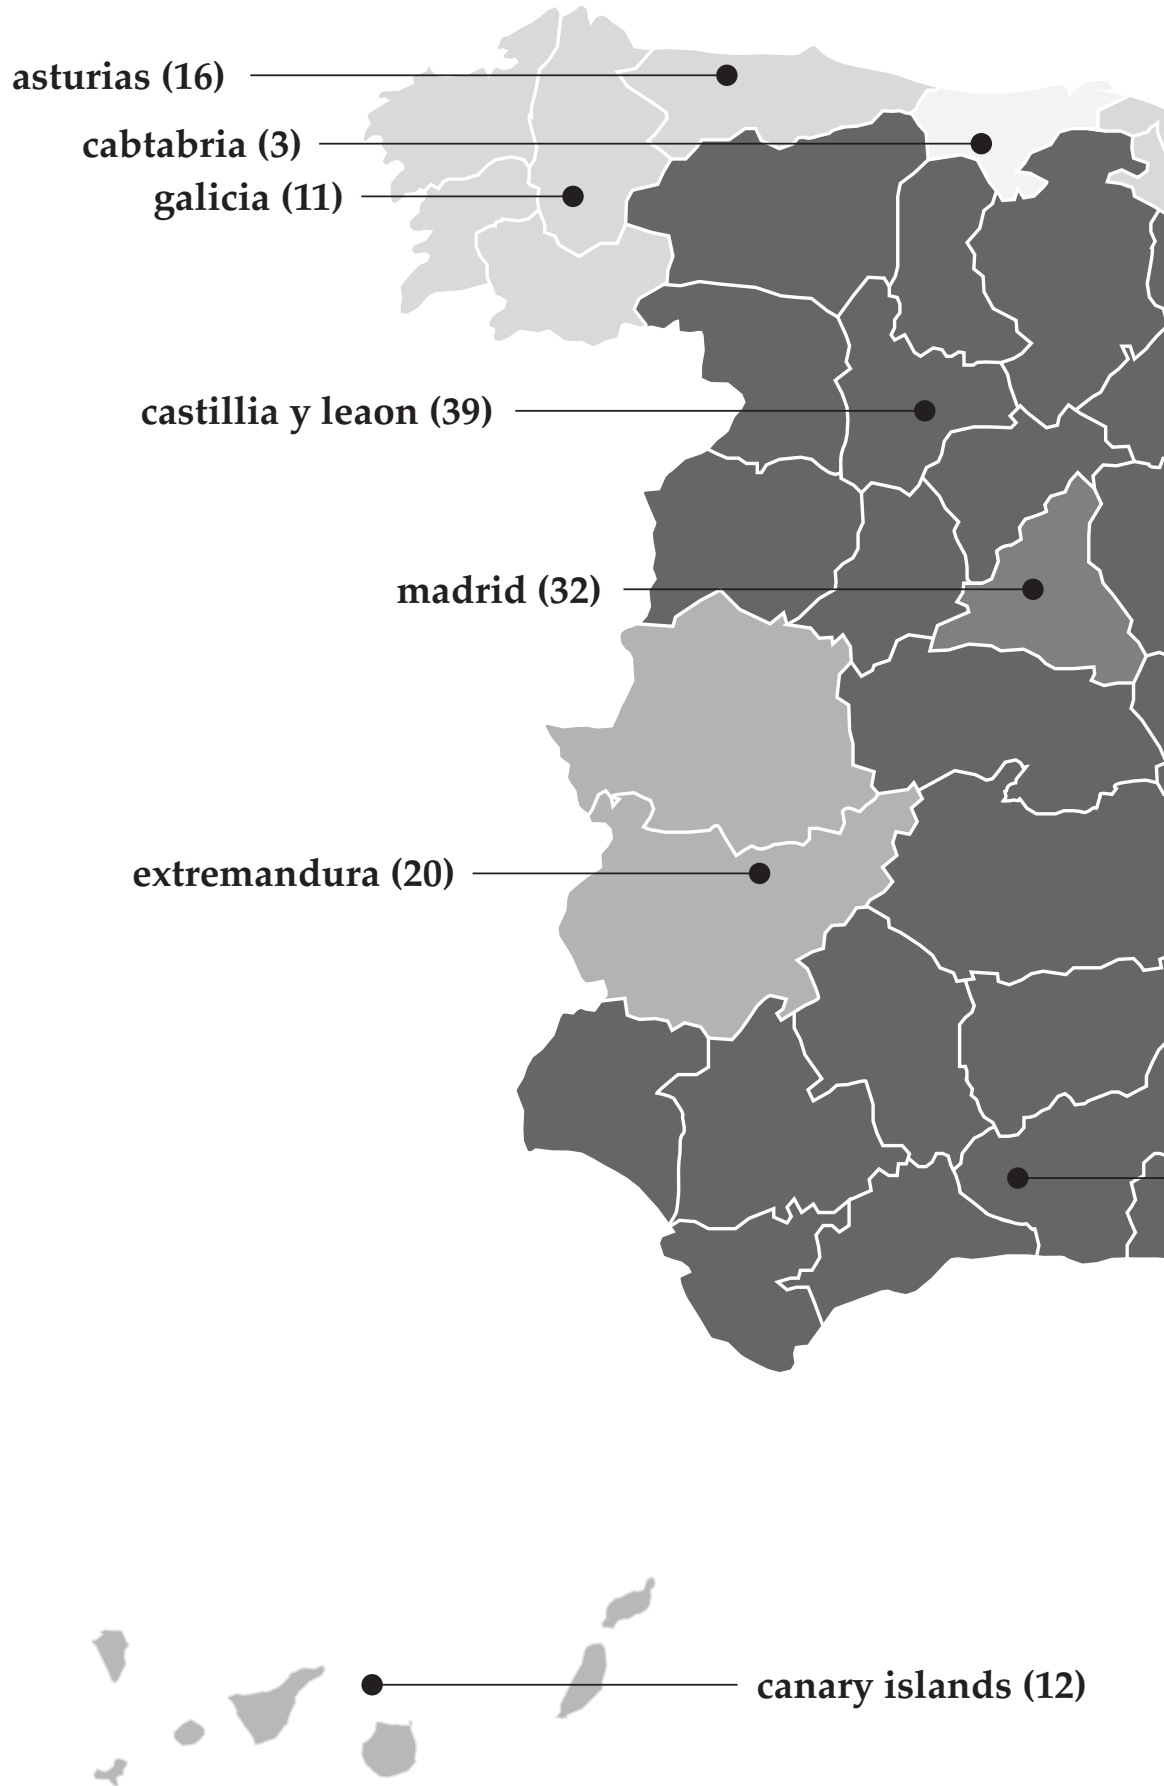 asturias (16)
cabtabria (3)
galicia (11)
castillia y leaon (39)
madrid (32)
extremandura (20)
canary islands (12)